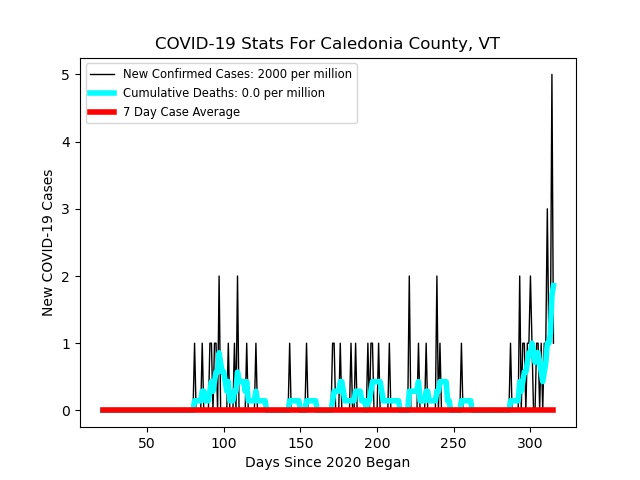 COVID-19 Stats For Caledonia County, VT
New Confirmed Cases: 2000 per million
Cumulative Deaths: 0.0 per million
7 Day Case Average
New COVID-19 Cases
5
4
3
2
1
0
50 100 150 200 250 300
Days Since 2020 Began